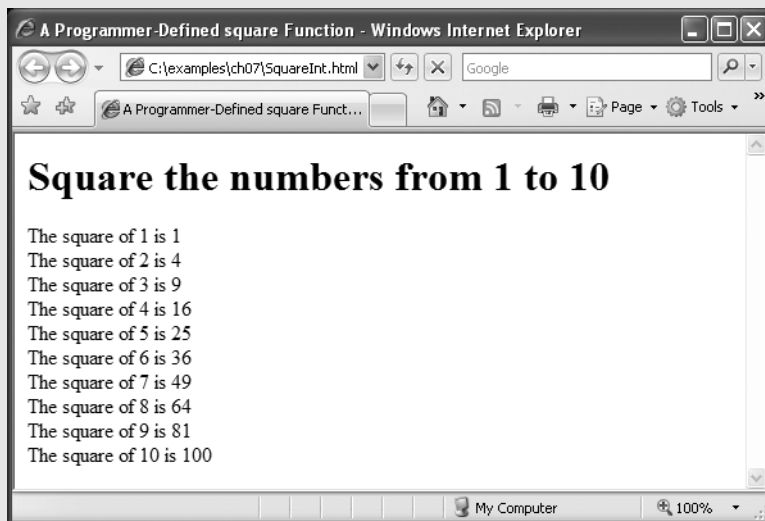 A Programmer-Defined square Function - Windows Internet Explorer
C:\examples\ch07\SquareInt.html
Google
A Programmer-Defined square Funct...
Page
Tools
»
Square the numbers from 1 to 10
The square of 1 is 1
The square of 2 is 4
The square of 3 is 9
The square of 4 is 16
The square of 5 is 25
The square of 6 is 36
The square of 7 is 49
The square of 8 is 64
The square of 9 is 81
The square of 10 is 100
My Computer
100%